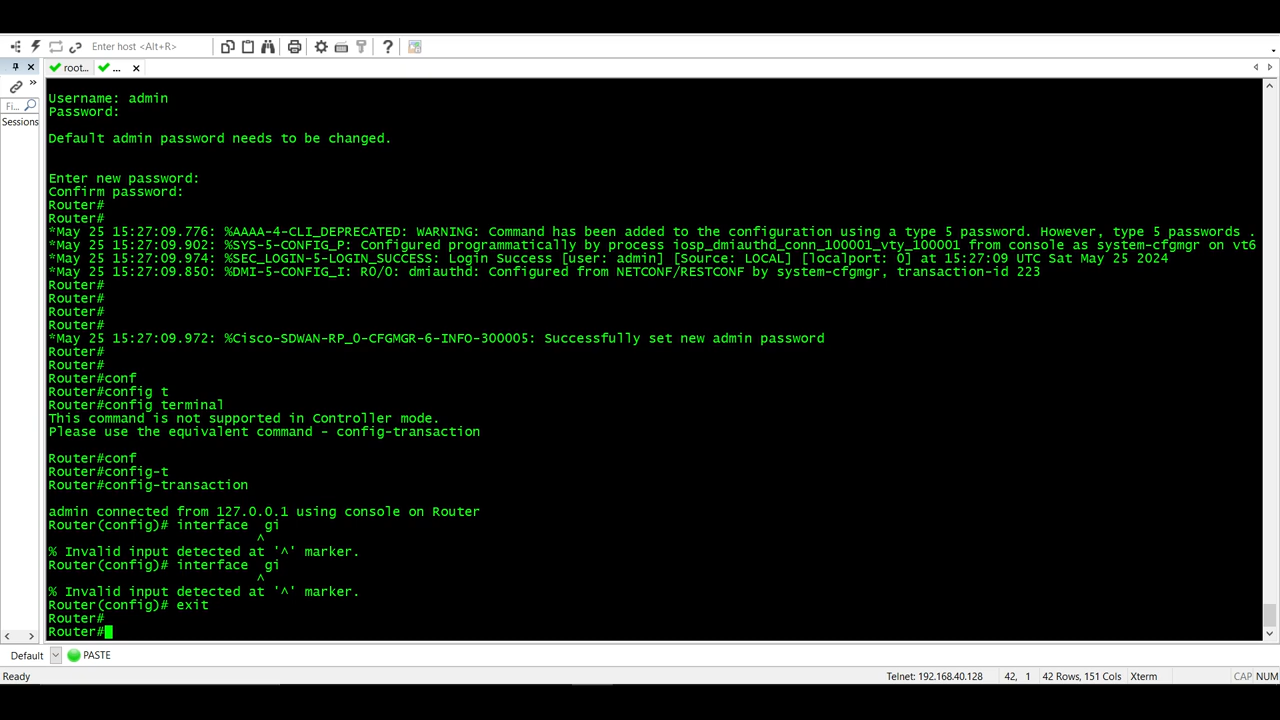 Enter host <Alt+R>
root...
...
Fi...
Sessions
Username: admin
Password:
Default admin password needs to be changed.
Enter new password:
Confirm password:
Router#
Router#
*May 25 15:27:09.776: %AAAA-4-CLI_DEPRECATED: WARNING: Command has been added to the configuration using a type 5 password. However, type 5 passwords .
*May 25 15:27:09.902: %SYS-5-CONFIG_P: Configured programmatically by process iosp_dmiauthd_conn_100001_vty_100001 from console as system-cfgmgr on vt6
*May 25 15:27:09.974: %SEC_LOGIN-5-LOGIN_SUCCESS: Login Success [user: admin] [Source: LOCAL] [localport: 0] at 15:27:09 UTC Sat May 25 2024
*May 25 15:27:09.850: %DMI-5-CONFIG_I: R0/0: dmiauthd: Configured from NETCONF/RESTCONF by system-cfgmgr, transaction-id 223
Router#
Router#
Router#
Router#
*May 25 15:27:09.972: %Cisco-SDWAN-RP_0-CFGMGR-6-INFO-300005: Successfully set new admin password
Router#
Router#
Router#conf
Router#config t
Router#config terminal
This command is not supported in Controller mode.
Please use the equivalent command - config-transaction
Router#conf
Router#config-t
Router#config-transaction
admin connected from 127.0.0.1 using console on Router
Router(config)# interface  gi
^
% Invalid input detected at '^' marker.
Router(config)# interface  gi
^
% Invalid input detected at '^' marker.
Router(config)# exit
Router#
Router#
Default PASTE
Ready Telnet: 192.168.40.128 42, 1 42 Rows, 151 Cols Xterm CAP NUM